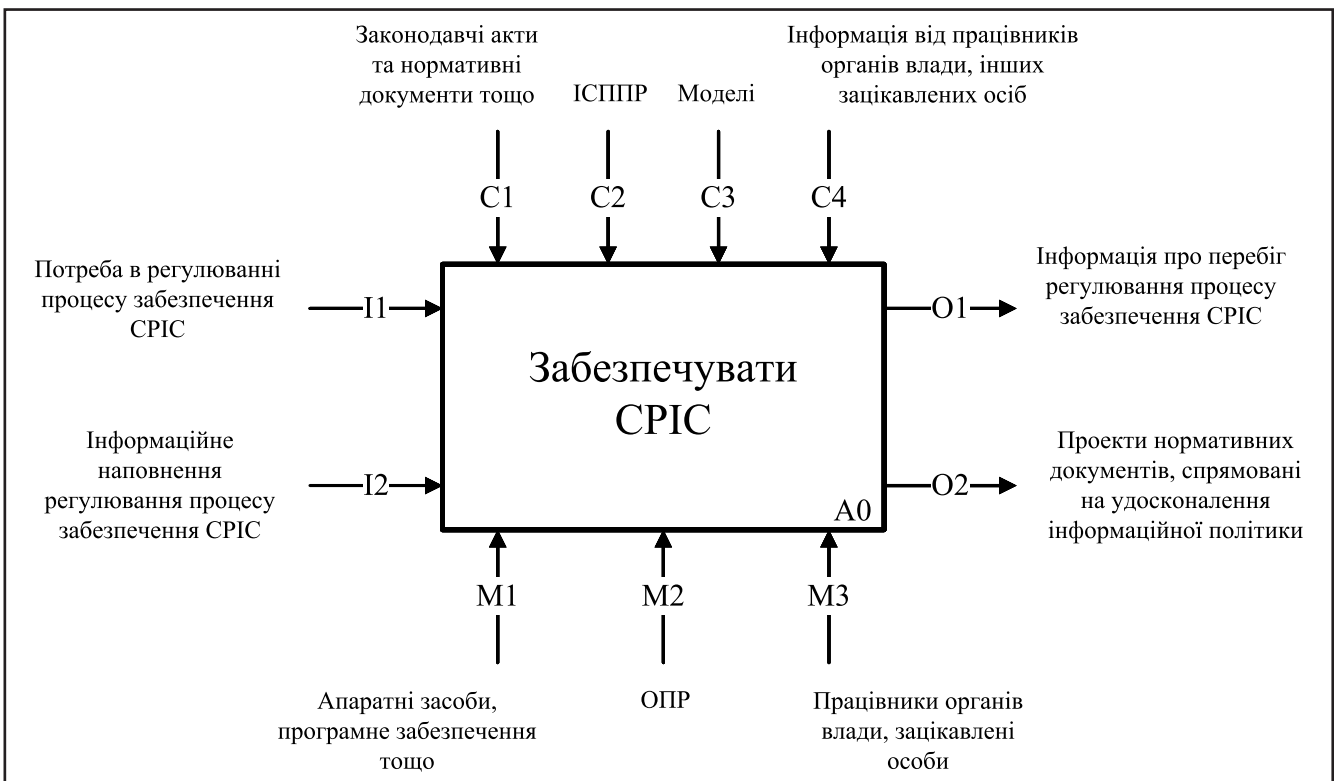 Законодавчі акти
та нормативні
документи тощо
ІСППР
Моделі
Інформація від працівників
органів влади, інших
зацікавлених осіб
C1
C2
C3
C4
Потреба в регулюванні
процесу забезпечення
СРІС
I1
Інформаційне
наповнення
регулювання процесу
забезпечення СРІС
I2
Забезпечувати
СРІС
A0
O1
Інформація про перебіг
регулювання процесу
забезпечення СРІС
O2
Проекти нормативних
документів, спрямовані
на удосконалення
інформаційної політики
M1
M2
M3
Апаратні засоби,
програмне забезпечення
тощо
ОПР
Працівники органів
влади, зацікавлені
особи